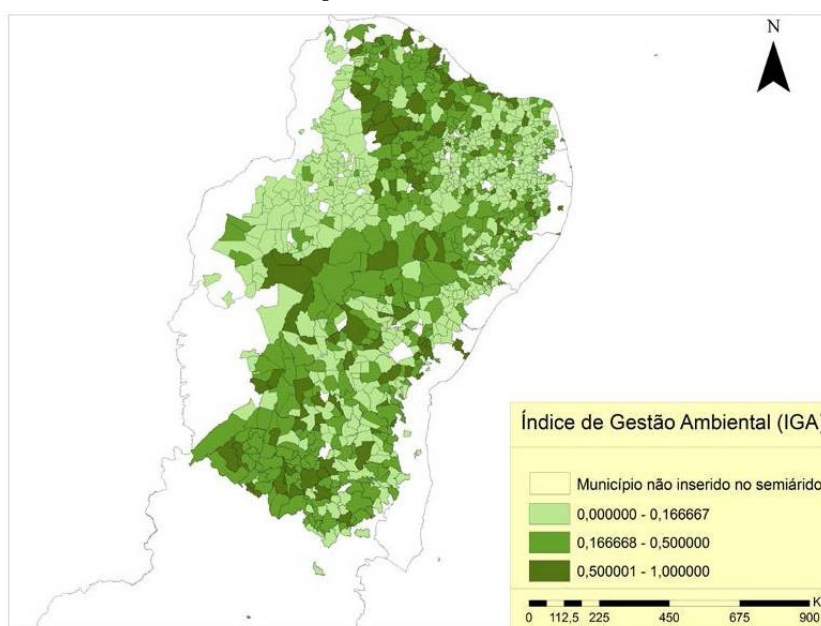 N
Índice de Gestão Ambiental (IGA)
Município não inserido no semiárido
0,000000 - 0,166667
0,166668 - 0,500000
0,500001 - 1,000000
K
0 112,5 225 450 675 900